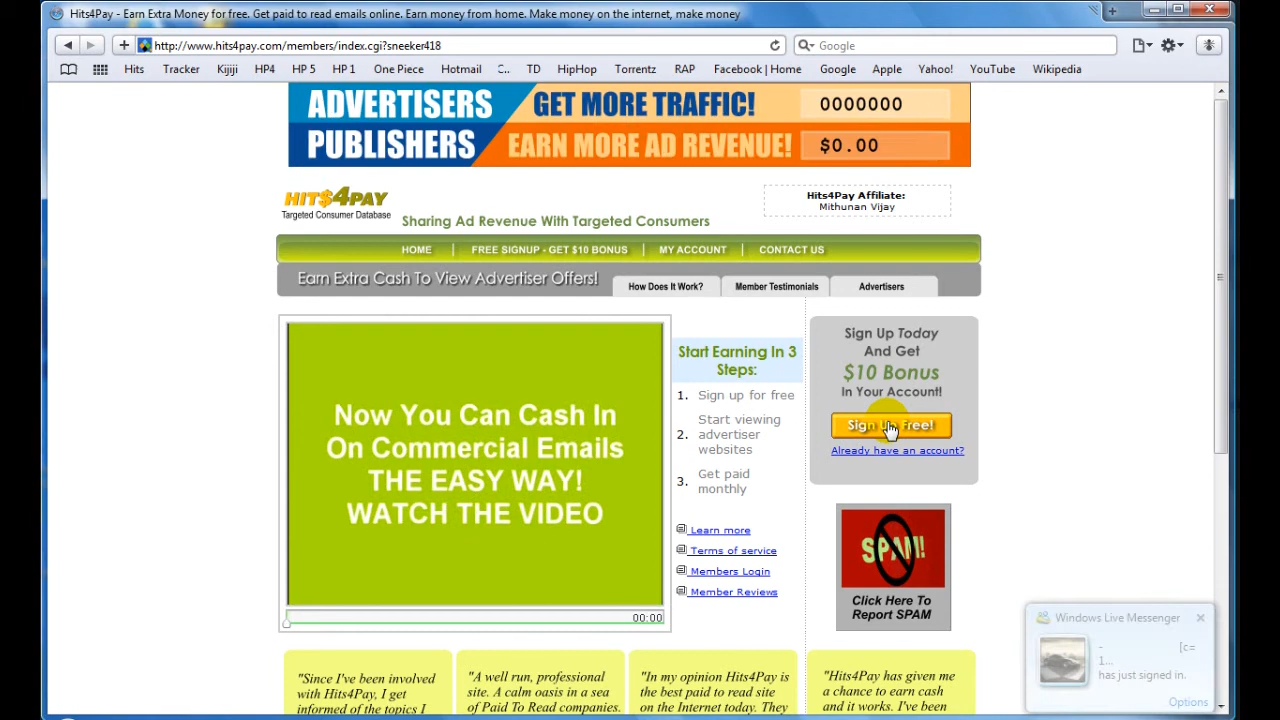 Hits4Pay - Earn Extra Money for free. Get paid to read emails online. Earn money from home. Make money on the internet, make money
http://www.hits4pay.com/members/index.cgi?sneeker418
Google
Hits Tracker Kijiji HP4 HP 5 HP 1 One Piece Hotmail C.. TD HipHop Torrentz RAP Facebook | Home Google Apple Yahoo! YouTube Wikipedia
ADVERTISERS GET MORE TRAFFIC! 0000000
PUBLISHERS EARN MORE AD REVENUE! $0.00
HIT$4PAY
Targeted Consumer Database
Sharing Ad Revenue With Targeted Consumers
Hits4Pay Affiliate:
Mithunan Vijay
HOME | FREE SIGNUP - GET $10 BONUS | MY ACCOUNT | CONTACT US
Earn Extra Cash To View Advertiser Offers!
How Does It Work? Member Testimonials Advertisers
Now You Can Cash In
On Commercial Emails
THE EASY WAY!
WATCH THE VIDEO
00:00
Start Earning In 3
Steps:
1. Sign up for free
2. Start viewing
advertiser
websites
3. Get paid
monthly
Learn more
Terms of service
Members Login
Member Reviews
Sign Up Today
And Get
$10 Bonus
In Your Account!
Sign Up Free!
Already have an account?
SPAM!
Click Here To
Report SPAM
"Since I've been involved
with Hits4Pay, I get
informed of the topics I
"A well run, professional
site. A calm oasis in a sea
of Paid To Read companies.
"In my opinion Hits4Pay is
the best paid to read site
on the Internet today. They
"Hits4Pay has given me
a chance to earn cash
and it works. I've been
Windows Live Messenger
- [c=
1...
has just signed in.
Options